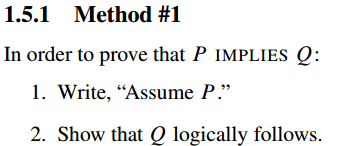 1.5.1 Method #1
In order to prove that P IMPLIES Q:
1. Write, “Assume P.”
2. Show that Q logically follows.